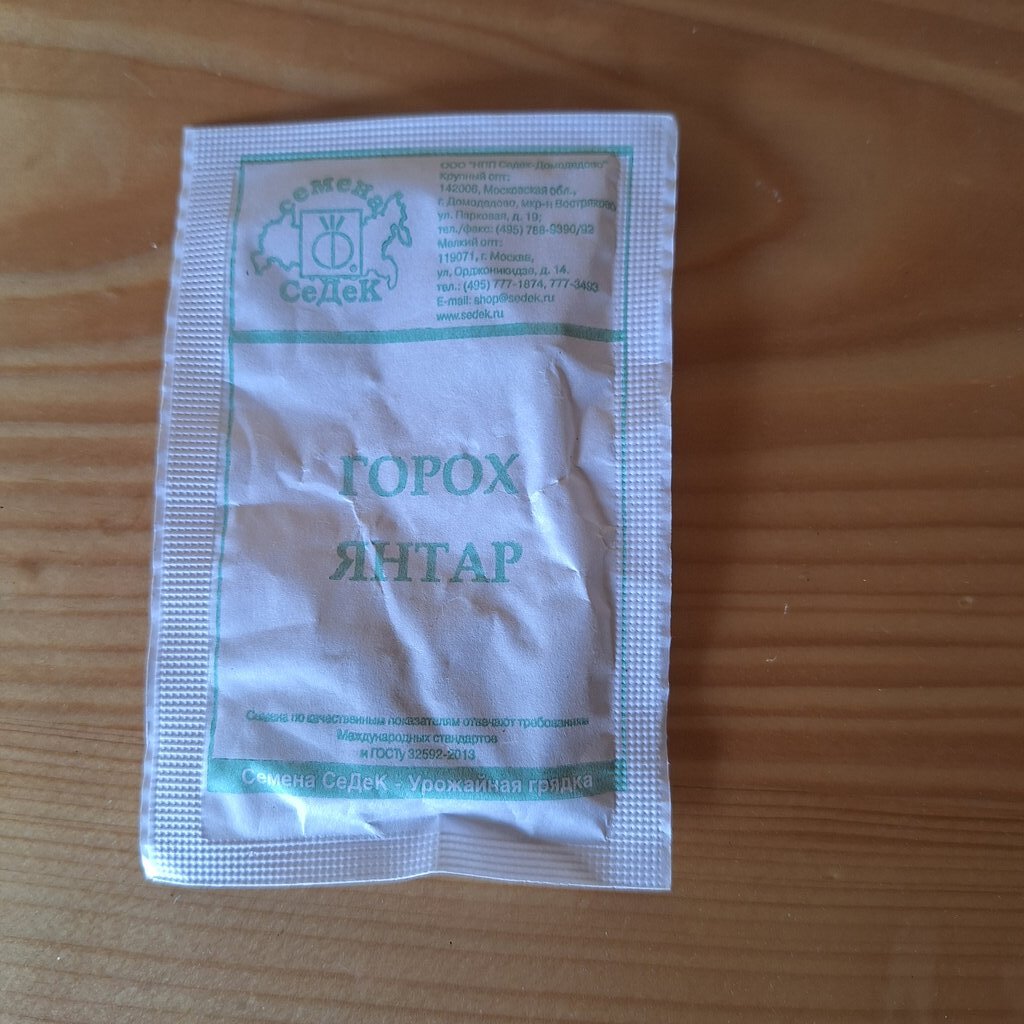 семена
СеДеК
ООО "НПП Седек-Домодедово"
Крупный опт:
142006, Московская обл.,
г. Домодедово, мкр-н Востряково
ул. Парковая, д. 19;
тел./факс: (495) 788-9390/92
Мелкий опт:
119071, г. Москва,
ул. Орджоникидзе, д. 14.
тел.: (495) 777-1874, 777-3493
E-mail: shop@sedek.ru
www.sedek.ru
ГОРОХ
ЯНТАР
Семена по качественным показателям отвечают требованиям
Международных стандартов
и ГОСТу 32592-2013
Семена СеДеК - Урожайная грядка